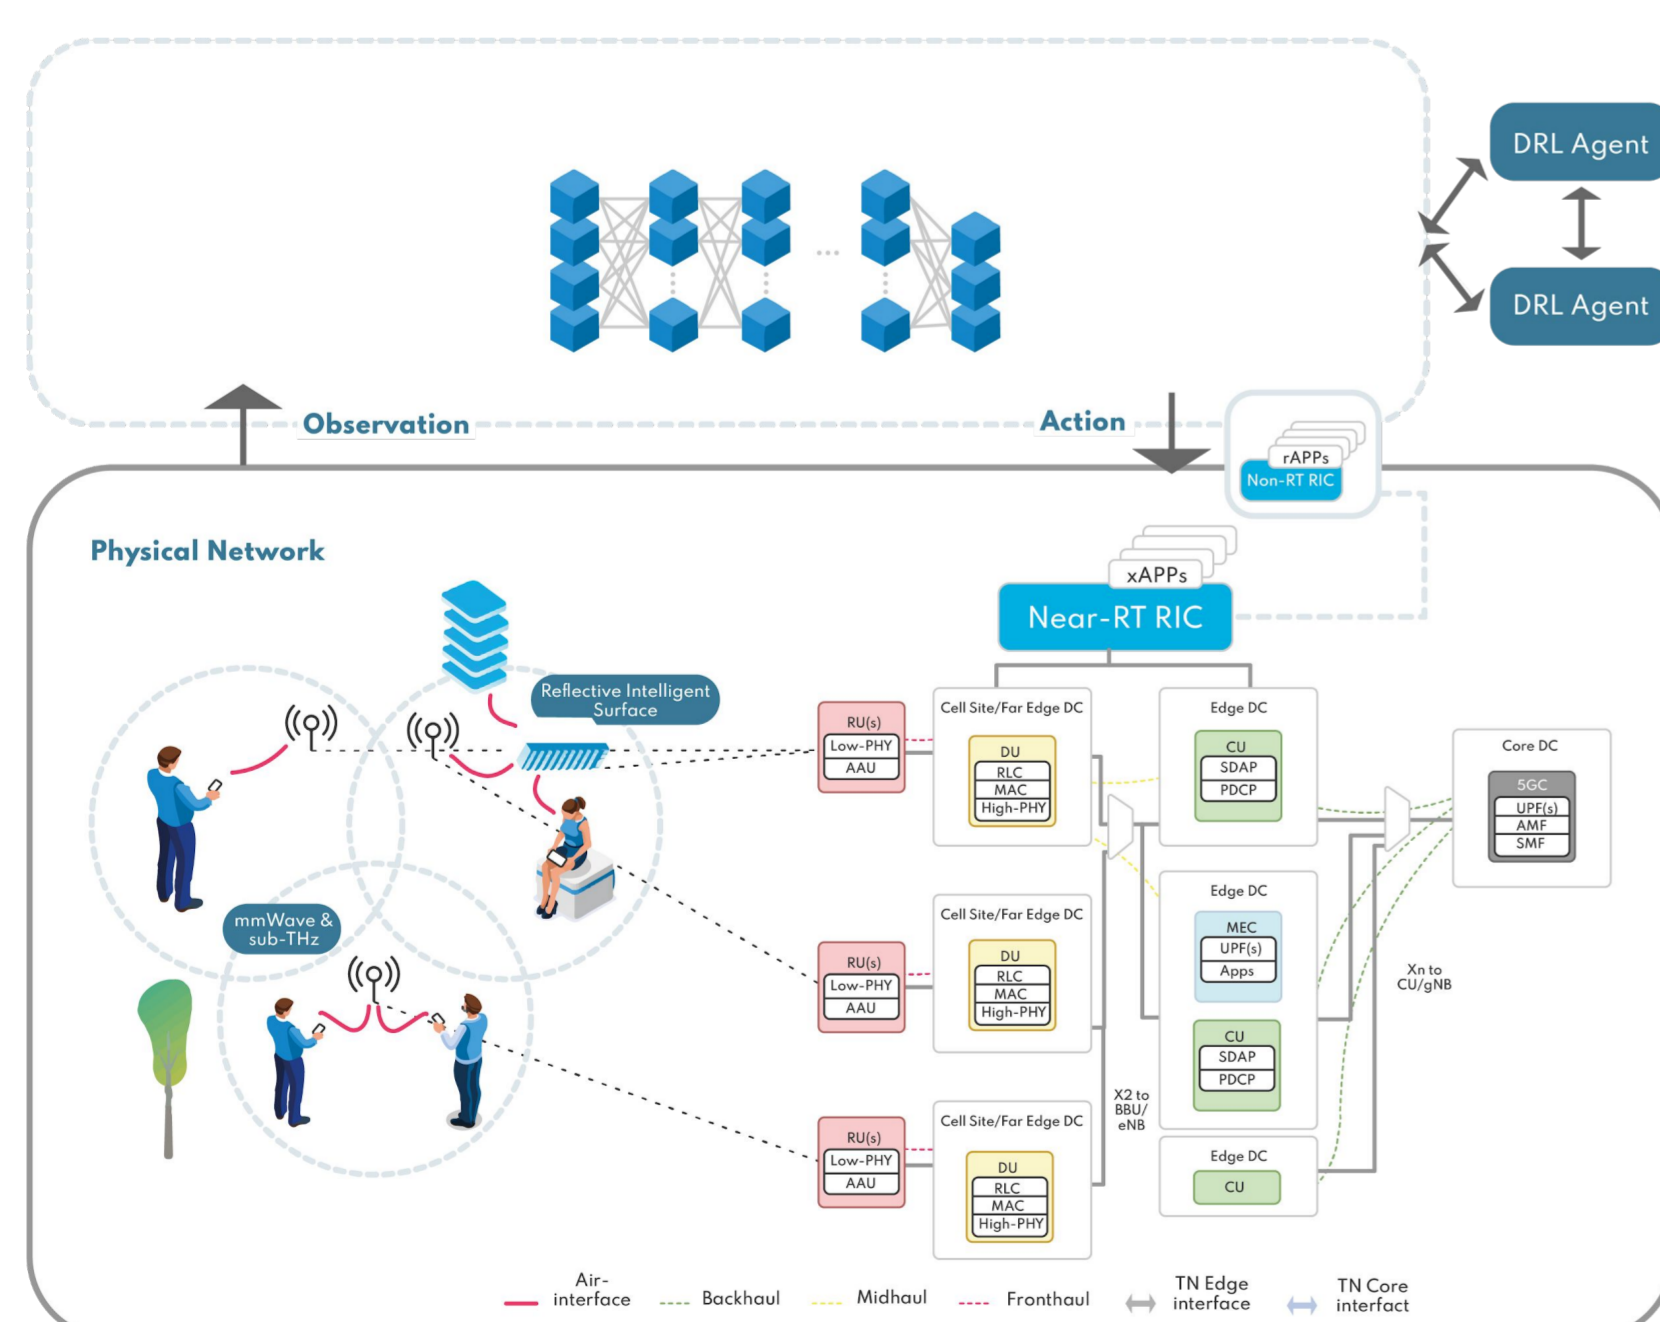 DRL Agent
DRL Agent
Observation
Action
rAPPs
Non-RT RIC
Physical Network
xAPPs
Near-RT RIC
Reflective Intelligent
Surface
mmWave &
sub-THz
RU(s)
Low-PHY
AAU
Cell Site/Far Edge DC
DU
RLC
MAC
High-PHY
Edge DC
CU
SDAP
PDCP
Core DC
5GC
UPF(s)
AMF
SMF
RU(s)
Low-PHY
AAU
Cell Site/Far Edge DC
DU
RLC
MAC
High-PHY
Edge DC
MEC
UPF(s)
Apps
CU
SDAP
PDCP
Xn to
CU/gNB
X2 to
BBU/
eNB
RU(s)
Low-PHY
AAU
Cell Site/Far Edge DC
DU
RLC
MAC
High-PHY
Edge DC
CU
Air-
interface
Backhaul
Midhaul
Fronthaul
TN Edge
interface
TN Core
interfact